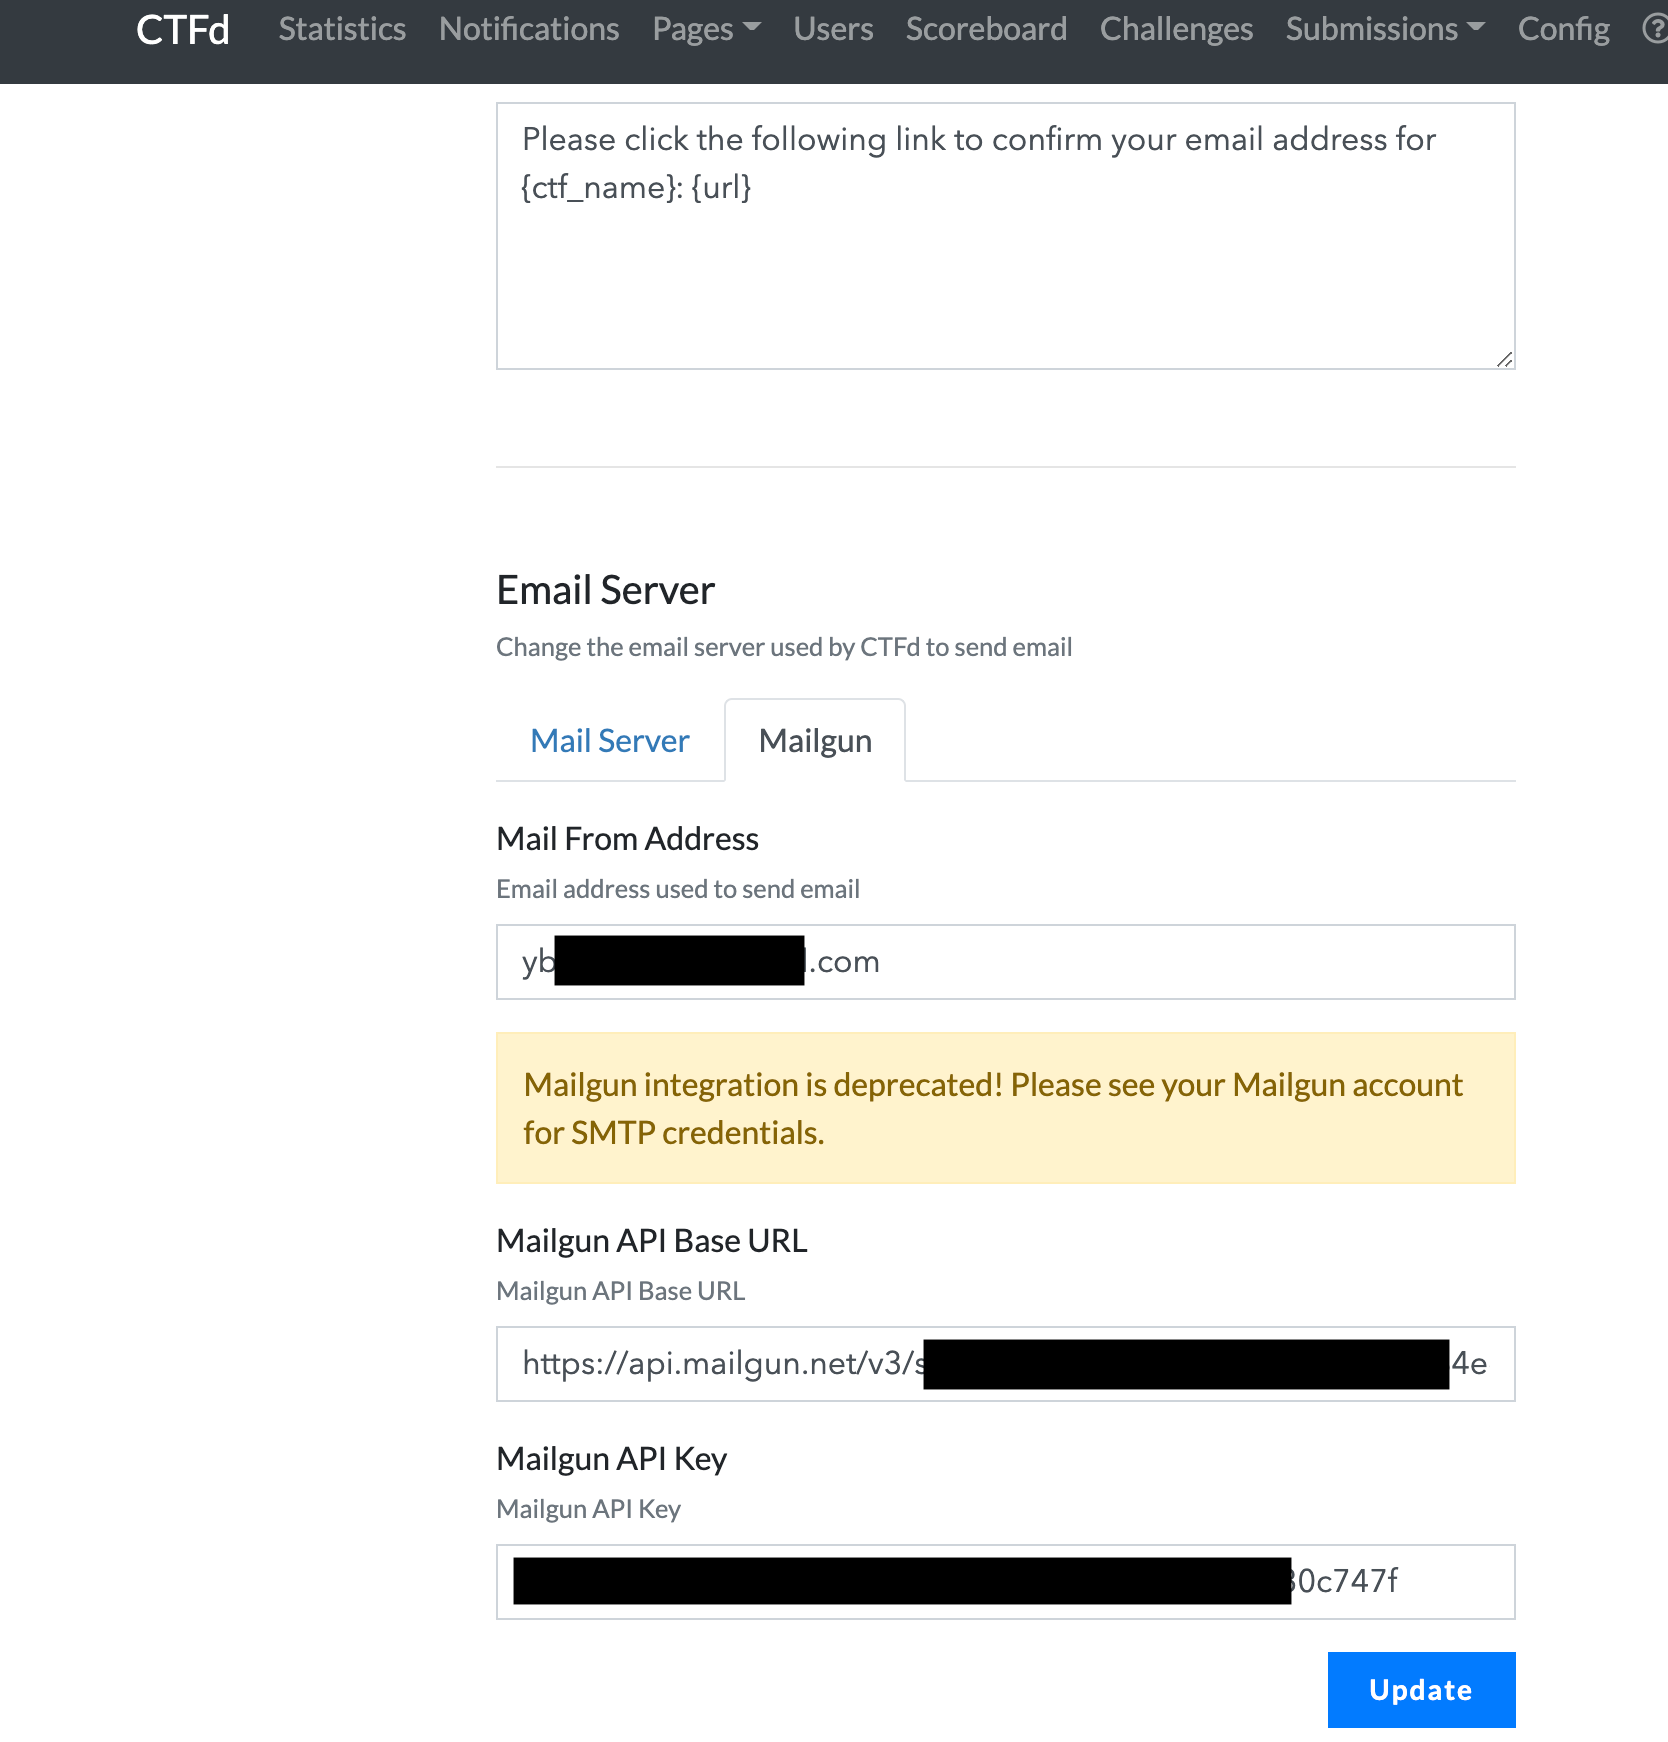 CTFd Statistics Notifications Pages Users Scoreboard Challenges Submissions Config
Please click the following link to confirm your email address for
{ctf_name}: {url}
Email Server
Change the email server used by CTFd to send email
Mail Server Mailgun
Mail From Address
Email address used to send email
yb .com
Mailgun integration is deprecated! Please see your Mailgun account
for SMTP credentials.
Mailgun API Base URL
Mailgun API Base URL
https://api.mailgun.net/v3/s 4e
Mailgun API Key
Mailgun API Key
0c747f
Update